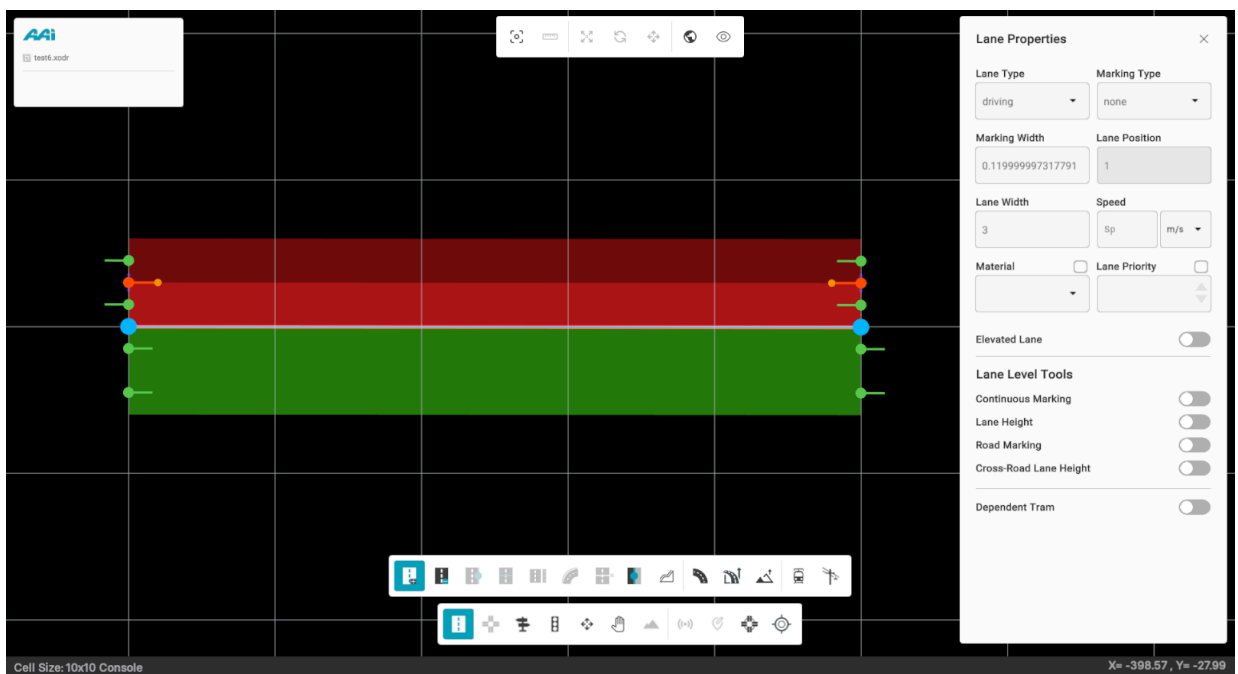 AAi
test6.xodr
Lane Properties
Lane Type Marking Type
driving none
Marking Width Lane Position
0.119999997317791 1
Lane Width Speed
3 Sp m/s
Material Lane Priority
Elevated Lane
Lane Level Tools
Continuous Marking
Lane Height
Road Marking
Cross-Road Lane Height
Dependent Tram
Cell Size: 10x10 Console
X= -398.57 , Y= -27.99